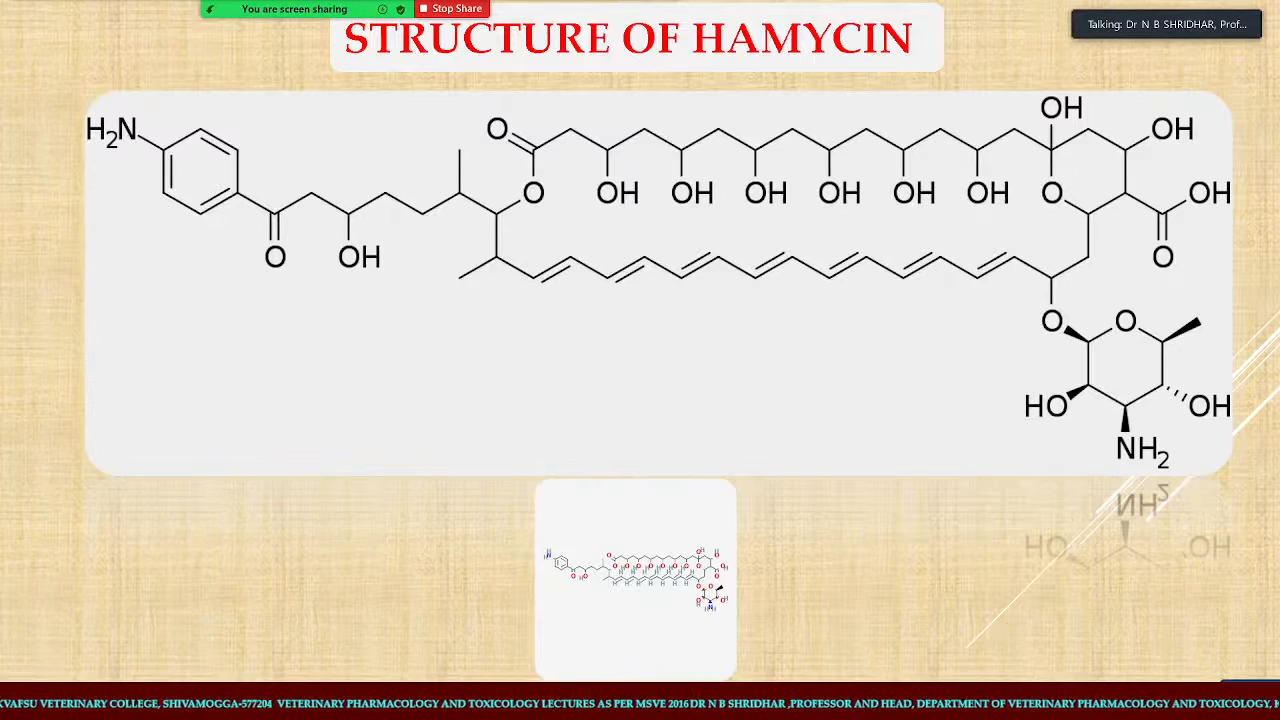 You are screen sharing
Stop Share
Talking: Dr N B SHRIDHAR, Prof...
STRUCTURE OF HAMYCIN
OH
H2N O OH
O OH OH OH OH OH OH O OH
O OH O
O O
HO OH
NH2
KVAFSU VETERINARY COLLEGE, SHIVAMOGGA-577204 VETERINARY PHARMACOLOGY AND TOXICOLOGY LECTURES AS PER MSVE 2016 DR N B SHRIDHAR ,PROFESSOR AND HEAD, DEPARTMENT OF VETERINARY PHARMACOLOGY AND TOXICOLOGY,